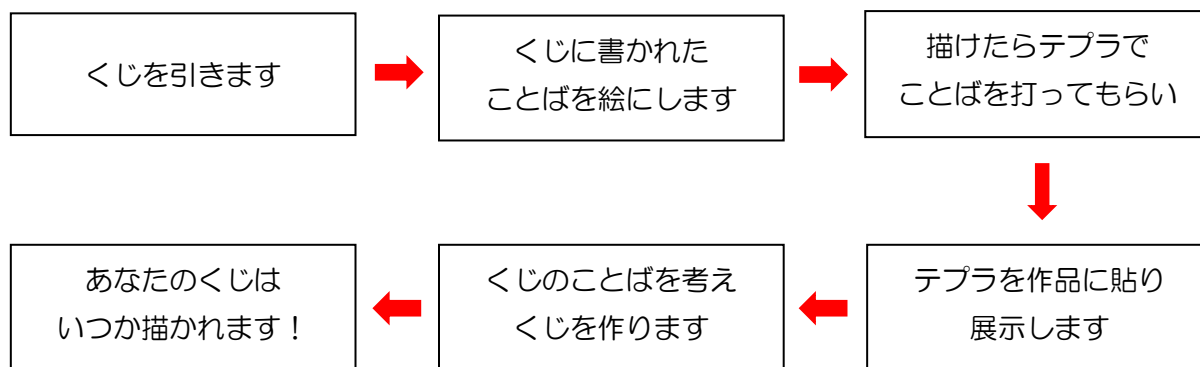 くじを引きます
くじに書かれた
ことばを絵にします
描けたらテプラで
ことばを打ってもらい
テプラを作品に貼り
展示します
くじのことばを考え
くじを作ります
あなたのくじは
いつか描かれます！